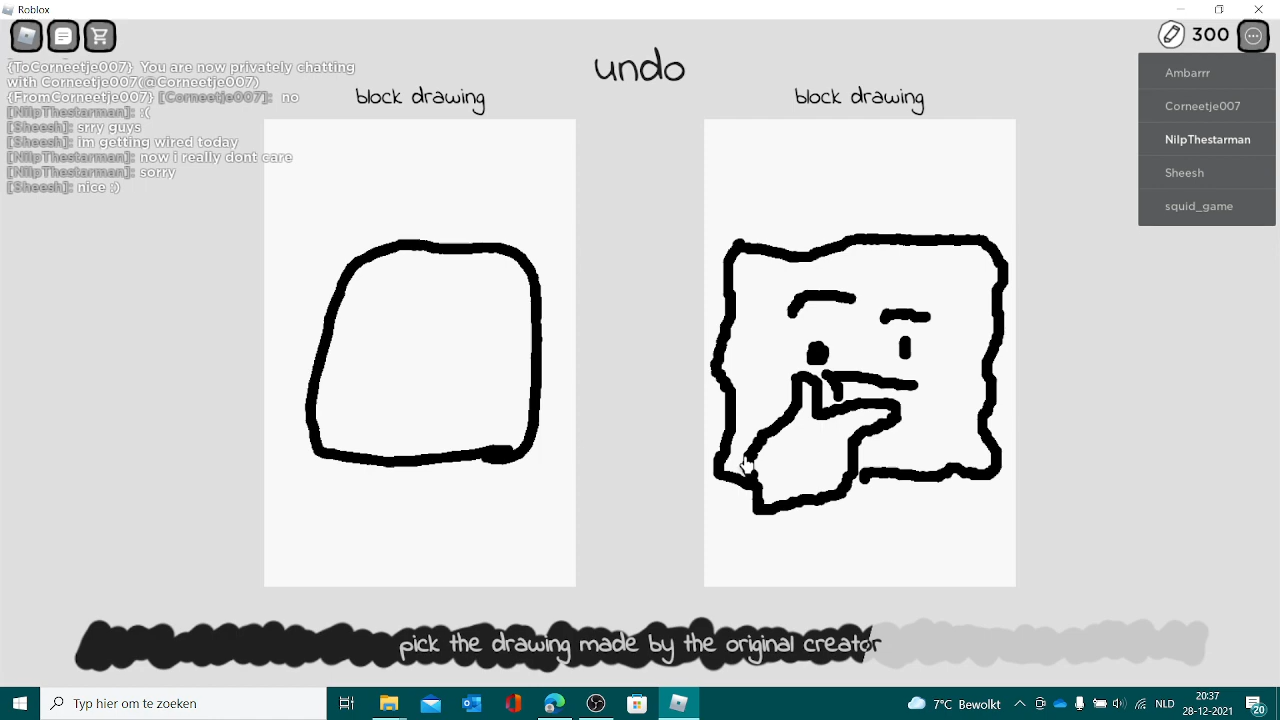 Roblox
300
undo
{ToCorneetje007} You are now privately chatting
with Corneetje007(@Corneetje007)
{FromCorneetje007} [Corneetje007]: no
[NilpThestarman]: :(
[Sheesh]: srry guys
[Sheesh]: im getting wired today
[NilpThestarman]: now i really dont care
[NilpThestarman]: sorry
[Sheesh]: nice :)
block drawing
block drawing
Ambarrr
Corneetje007
NilpThestarman
Sheesh
squid_game
pick the drawing made by the original creator
Typ hier om te zoeken
7°C Bewolkt
NLD
20:37
28-12-2021
20